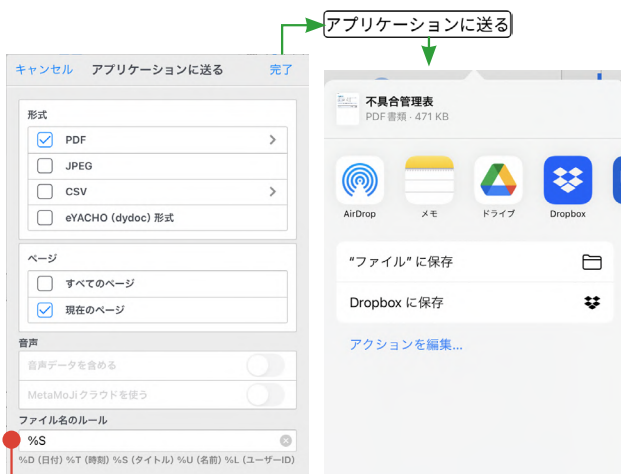 アプリケーションに送る
キャンセル アプリケーションに送る 完了
形式
PDF
JPEG
CSV
eYACHO (dydoc) 形式
ページ
すべてのページ
現在のページ
音声
音声データを含める
MetaMoJiクラウドを使う
ファイル名のルール
%S
%D (日付) %T (時刻) %S (タイトル) %U (名前) %L (ユーザーID)
不具合管理表
PDF書類・471 KB
AirDrop メモ ドライブ Dropbox
“ファイル” に保存
Dropbox に保存
アクションを編集...